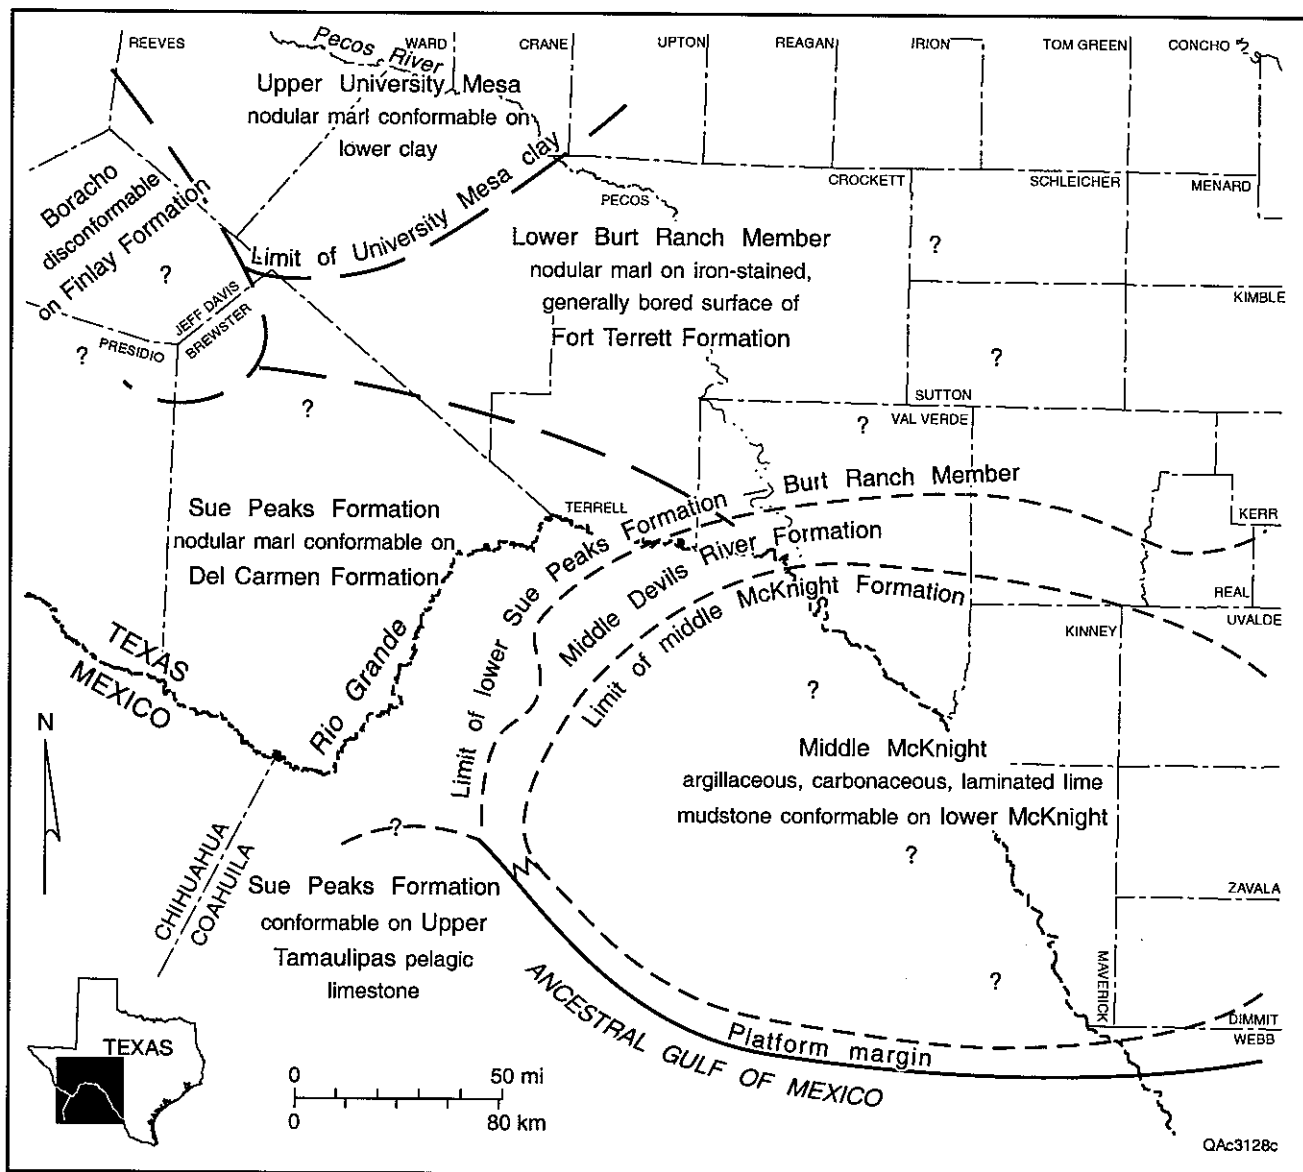 REEVES
WARD
CRANE
UPTON
REAGAN
IRION
TOM GREEN
CONCHO
Pecos River
Upper University Mesa
nodular marl conformable on
lower clay
Boracho
disconformable
on Finlay Formation
?
Limit of University Mesa clay
CROCKETT
SCHLEICHER
MENARD
PECOS
Lower Burt Ranch Member
nodular marl on iron-stained,
generally bored surface of
Fort Terrett Formation
?
KIMBLE
JEFF DAVIS
BREWSTER
PRESIDIO
?
?
?
SUTTON
VAL VERDE
?
Sue Peaks Formation
nodular marl conformable on
Del Carmen Formation
TERRELL
Limit of lower Sue Peaks Formation – Burt Ranch Member
KERR
Middle Devils River Formation
Limit of middle McKnight Formation
REAL
UVALDE
KINNEY
TEXAS
MEXICO
Rio Grande
N
?
Middle McKnight
argillaceous, carbonaceous, laminated lime
mudstone conformable on lower McKnight
?
?
CHIHUAHUA
COAHUILA
Sue Peaks Formation
conformable on Upper
Tamaulipas pelagic
limestone
ZAVALA
?
MAVERICK
DIMMIT
WEBB
Platform margin
ANCESTRAL GULF OF MEXICO
TEXAS
0 50 mi
0 80 km
QAc3128c